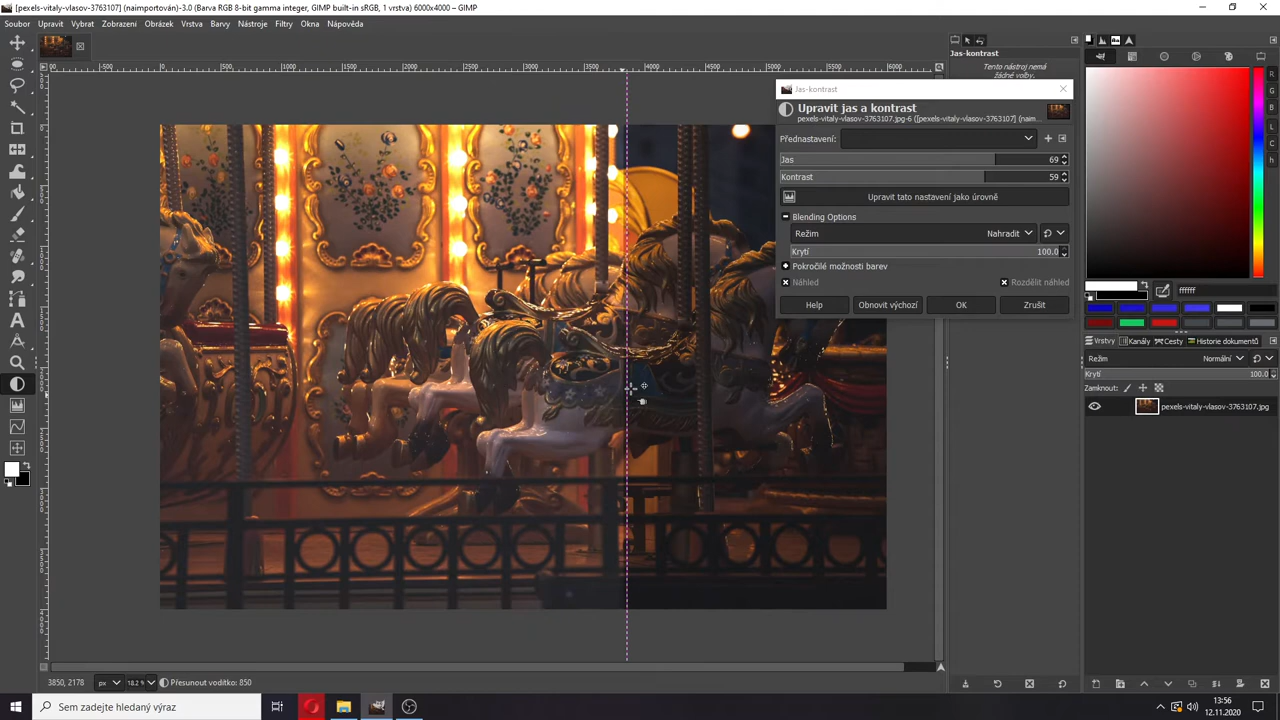 [pexels-vitaly-vlasov-3763107] (naimportován)-3.0 (Barva RGB 8-bit gamma integer, GIMP built-in sRGB, 1 vrstva) 6000x4000 – GIMP
Soubor Upravit Vybrat Zobrazení Obrázek Vrstva Barvy Nástroje Filtry Okna Nápověda
Jas-kontrast
Tento nástroj nemá
žádné volby.
Jas-kontrast
Upravit jas a kontrast
pexels-vitaly-vlasov-3763107.jpg-6 ([pexels-vitaly-vlasov-3763107] (naim...
Přednastavení:
Jas 69
Kontrast 59
Upravit tato nastavení jako úrovně
Blending Options
Režim Nahradit
Krytí 100.0
Pokročilé možnosti barev
Náhled Rozdělit náhled
Help Obnovit výchozí OK Zrušit
R
G
B
L
C
h
ffffff
Vrstvy Kanály Cesty Historie dokumentů
Režim Normální
Krytí 100.0
Zamknout:
pexels-vitaly-vlasov-3763107.jpg
3850, 2178 px 18.2 % Přesunout vodítko: 850
Sem zadejte hledaný výraz
13:56
12.11.2020